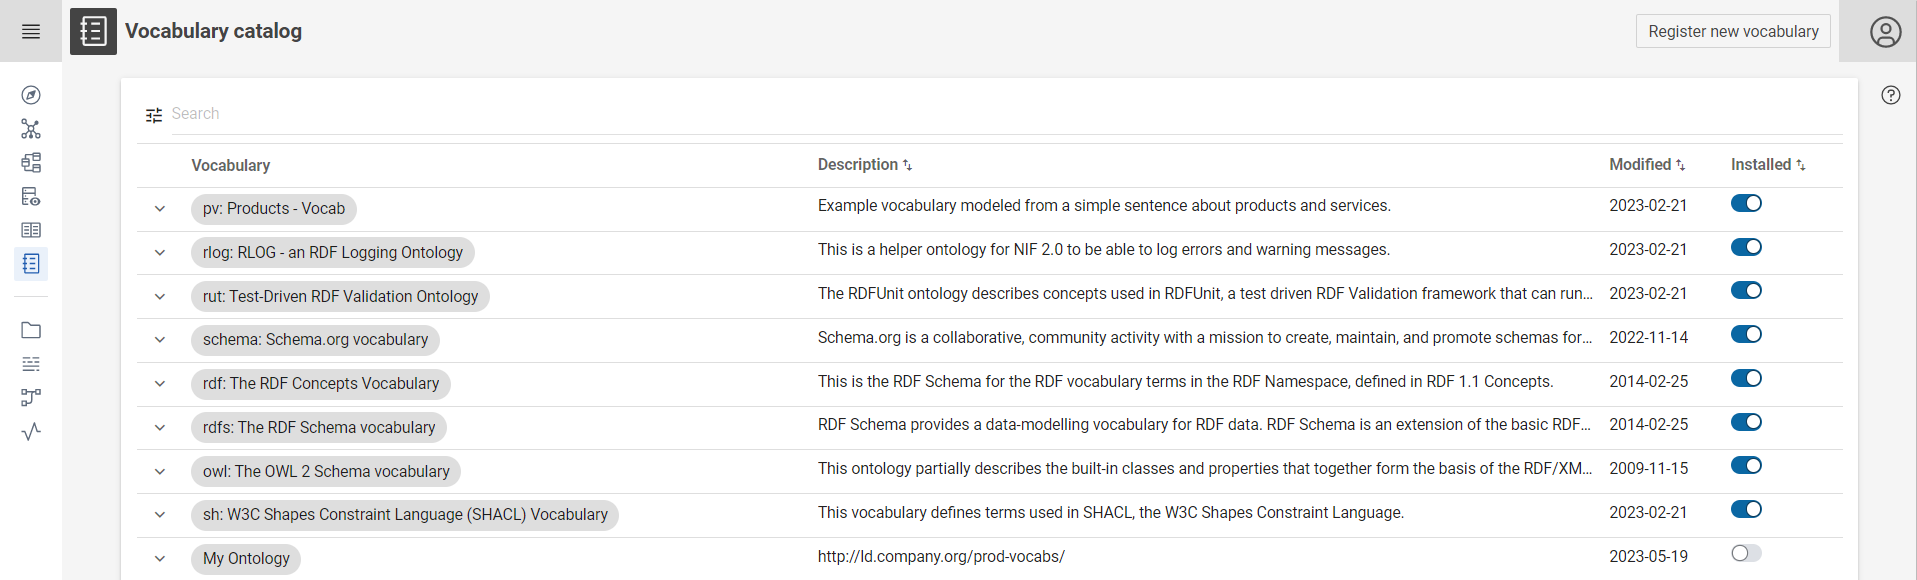 Vocabulary catalog
Register new vocabulary
Search
Vocabulary Description Modified Installed
pv: Products - Vocab Example vocabulary modeled from a simple sentence about products and services. 2023-02-21
rlog: RLOG - an RDF Logging Ontology This is a helper ontology for NIF 2.0 to be able to log errors and warning messages. 2023-02-21
rut: Test-Driven RDF Validation Ontology The RDFUnit ontology describes concepts used in RDFUnit, a test driven RDF Validation framework that can run... 2023-02-21
schema: Schema.org vocabulary Schema.org is a collaborative, community activity with a mission to create, maintain, and promote schemas for... 2022-11-14
rdf: The RDF Concepts Vocabulary This is the RDF Schema for the RDF vocabulary terms in the RDF Namespace, defined in RDF 1.1 Concepts. 2014-02-25
rdfs: The RDF Schema vocabulary RDF Schema provides a data-modelling vocabulary for RDF data. RDF Schema is an extension of the basic RDF... 2014-02-25
owl: The OWL 2 Schema vocabulary This ontology partially describes the built-in classes and properties that together form the basis of the RDF/XM... 2009-11-15
sh: W3C Shapes Constraint Language (SHACL) Vocabulary This vocabulary defines terms used in SHACL, the W3C Shapes Constraint Language. 2023-02-21
My Ontology http://ld.company.org/prod-vocabs/ 2023-05-19